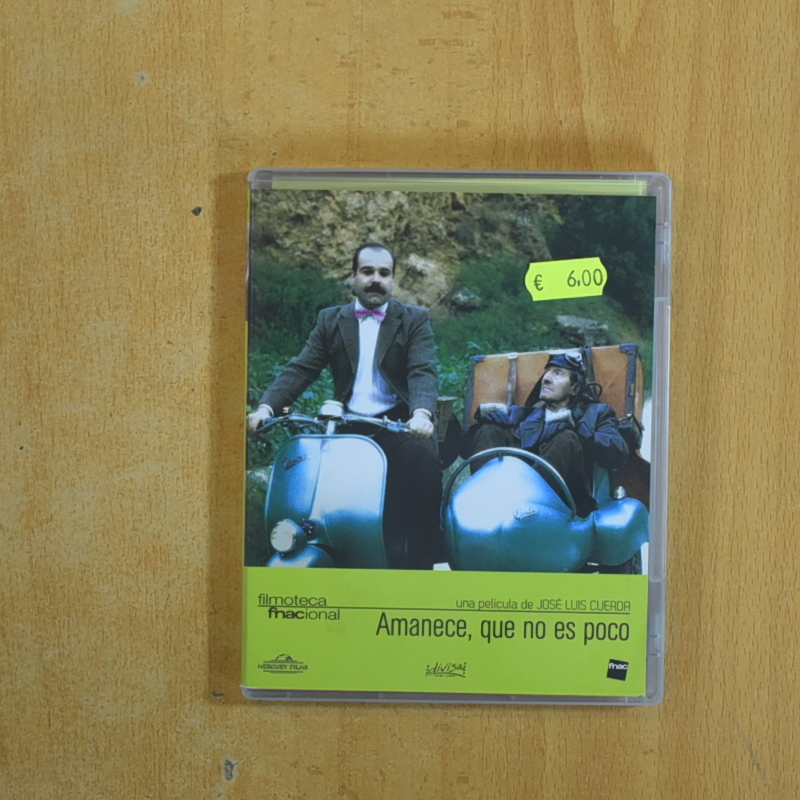 € 6,00
filmoteca
fnacional
una película de JOSÉ LUIS CUERDA
Amanece, que no es poco
MERCURY FILMS
divisa
fnac